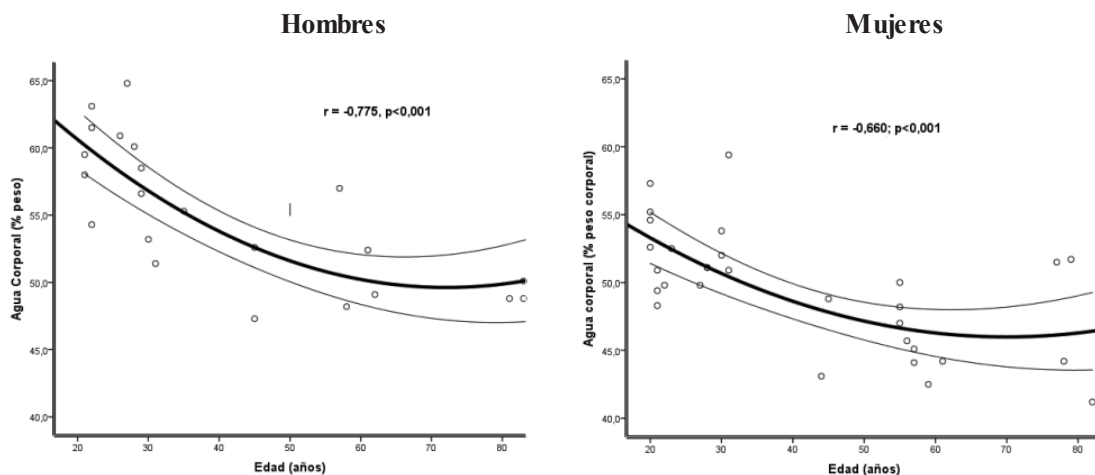 Hombres
65,0
60,0
55,0
50,0
45,0
40,0
Agua Corporal (% peso)
r = -0,775, p<0,001
20 30 40 50 60 70 80
Edad (años)
Mujeres
65,0
60,0
55,0
50,0
45,0
40,0
Agua corporal (% peso corporal)
r = -0,660; p<0,001
20 30 40 50 60 70 80
Edad (años)